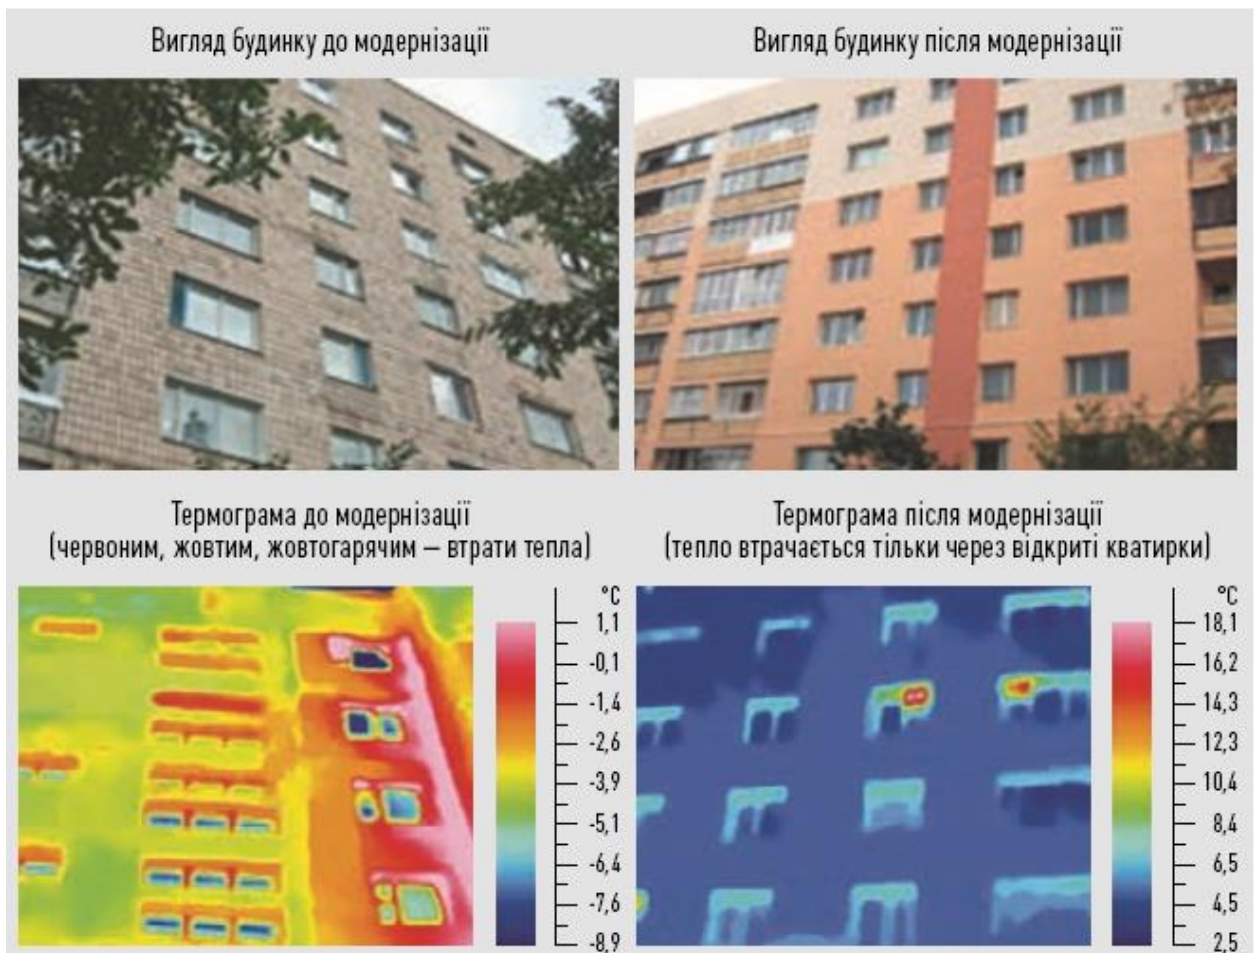 Вигляд будинку до модернізації
Вигляд будинку після модернізації
Термограма до модернізації
(червоним, жовтим, жовтогарячим – втрати тепла)
Термограма після модернізації
(тепло втрачається тільки через відкриті кватирки)
°C
1,1
-0,1
-1,4
-2,6
-3,9
-5,1
-6,4
-7,6
-8,9
°C
18,1
16,2
14,3
12,3
10,4
8,4
6,5
4,5
2,5